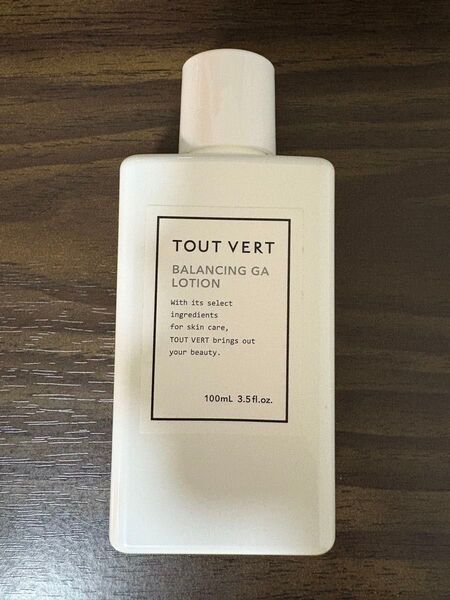 TOUT VERT
BALANCING GA
LOTION
With its select
ingredients
for skin care,
TOUT VERT brings out
your beauty.
100mL 3.5fl.oz.